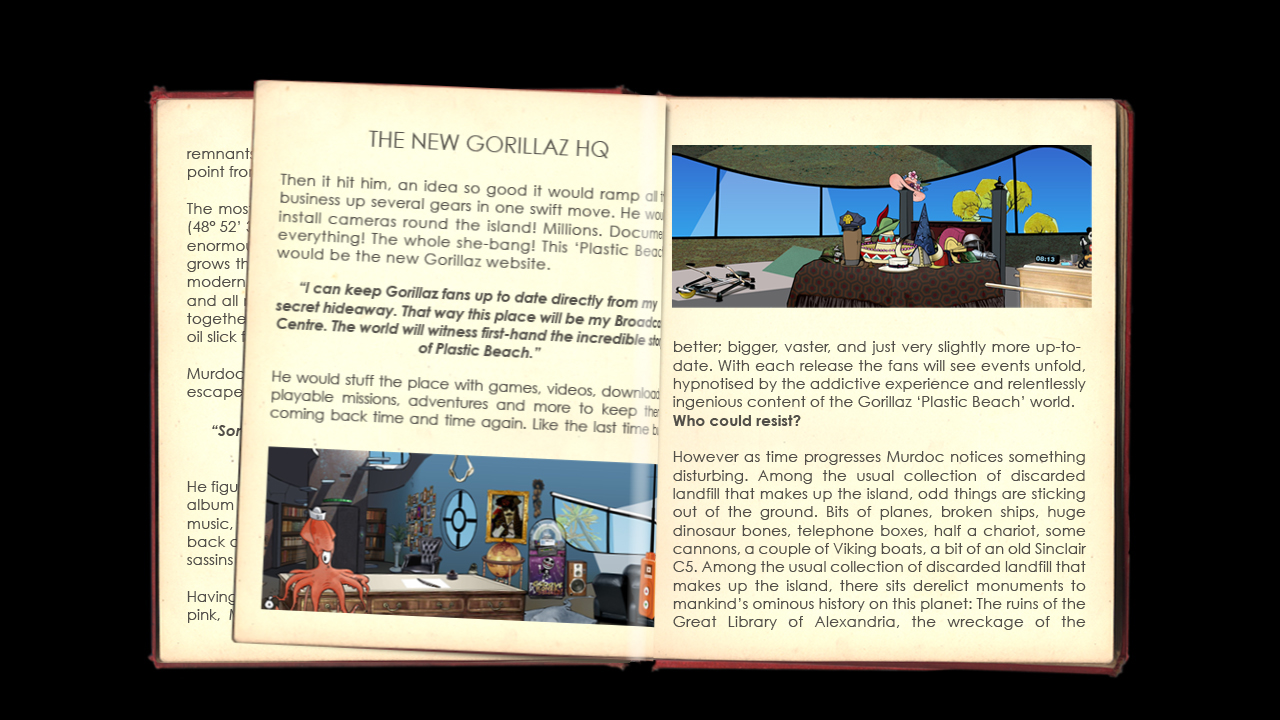 remnants
point from
The mos
(48° 52'
enormou
grows th
modern
and all
togethe
oil slick
Murdoc
escape
“Sor
He figu
album
music,
back
sassins
Having
pink,
THE NEW GORILLAZ HQ
Then it hit him, an idea so good it would ramp all
business up several gears in one swift move. He wou
install cameras round the island! Millions. Docume
everything! The whole she-bang! This ‘Plastic Beac
would be the new Gorillaz website.
“I can keep Gorillaz fans up to date directly from my
secret hideaway. That way this place will be my Broadca
Centre. The world will witness first-hand the incredible sto
of Plastic Beach.”
He would stuff the place with games, videos, download
playable missions, adventures and more to keep the
coming back time and time again. Like the last time b
08:13
better; bigger, vaster, and just very slightly more up-to-
date. With each release the fans will see events unfold,
hypnotised by the addictive experience and relentlessly
ingenious content of the Gorillaz ‘Plastic Beach’ world.
Who could resist?
However as time progresses Murdoc notices something
disturbing. Among the usual collection of discarded
landfill that makes up the island, odd things are sticking
out of the ground. Bits of planes, broken ships, huge
dinosaur bones, telephone boxes, half a chariot, some
cannons, a couple of Viking boats, a bit of an old Sinclair
C5. Among the usual collection of discarded landfill that
makes up the island, there sits derelict monuments to
mankind’s ominous history on this planet: The ruins of the
Great Library of Alexandria, the wreckage of the